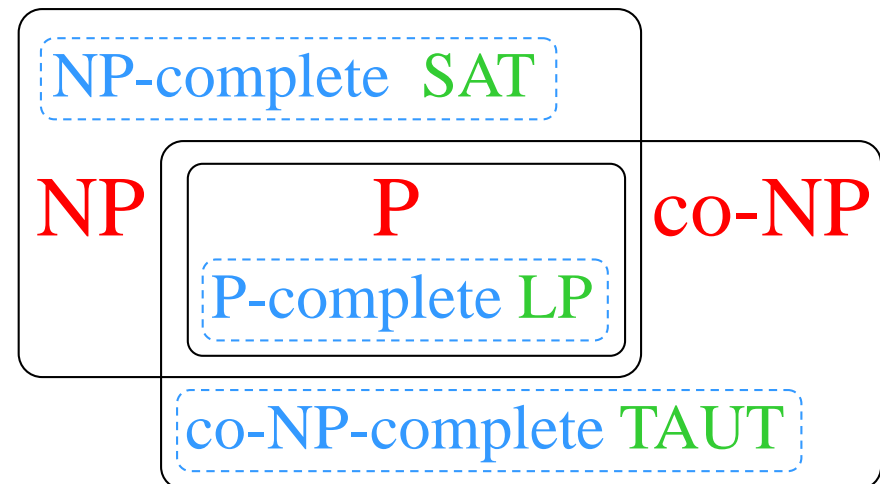 NP-complete SAT
NP P co-NP
P-complete LP
co-NP-complete TAUT